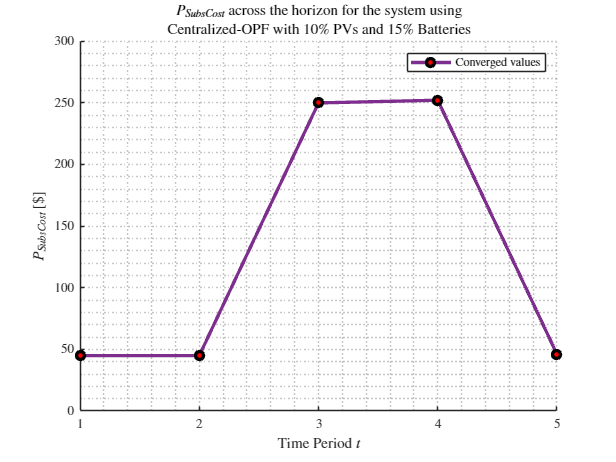 P_SubsCost across the horizon for the system using
Centralized-OPF with 10% PVs and 15% Batteries
Converged values
300
250
200
150
100
50
0
P_SubsCost [$]
1 2 3 4 5
Time Period t